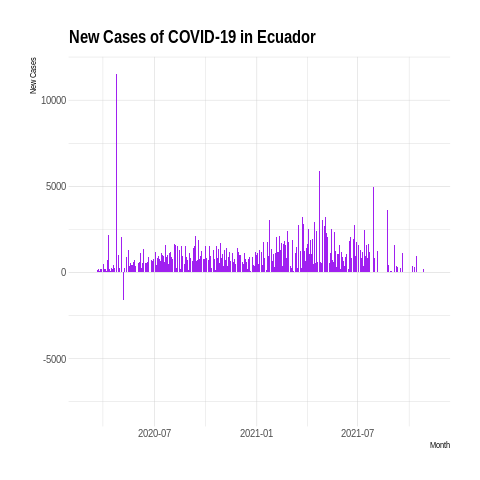 New Cases of COVID-19 in Ecuador
New Cases
10000
5000
0
-5000
2020-07
2021-01
2021-07
Month